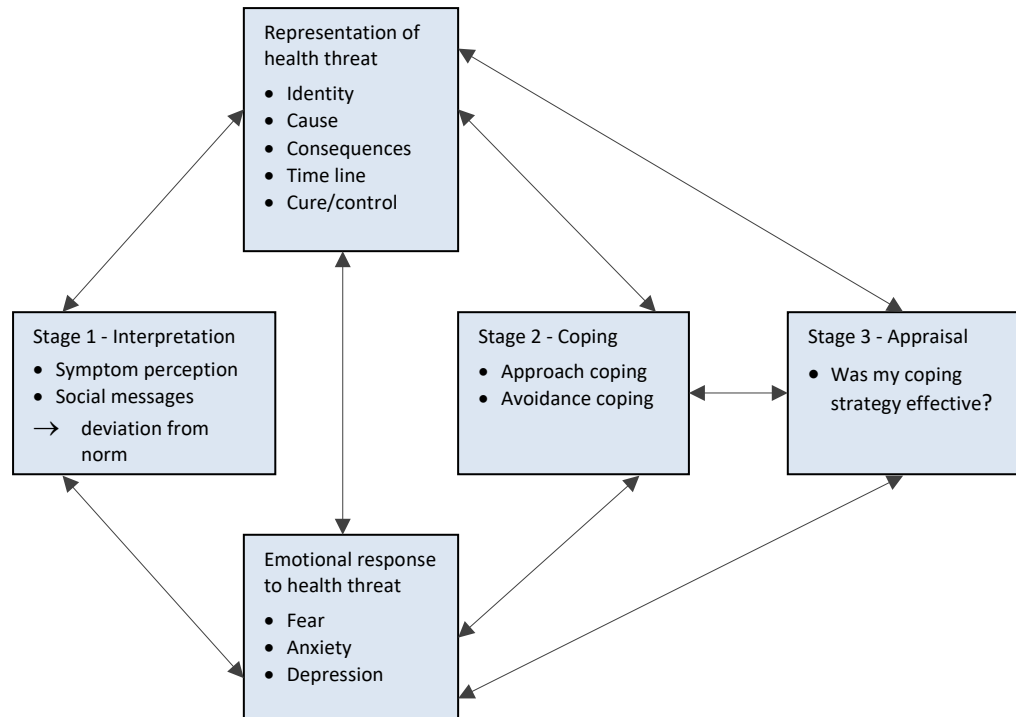 Representation of
health threat
• Identity
• Cause
• Consequences
• Time line
• Cure/control
Stage 1 - Interpretation
• Symptom perception
• Social messages
→ deviation from
norm
Stage 2 - Coping
• Approach coping
• Avoidance coping
Stage 3 - Appraisal
• Was my coping
strategy effective?
Emotional response
to health threat
• Fear
• Anxiety
• Depression